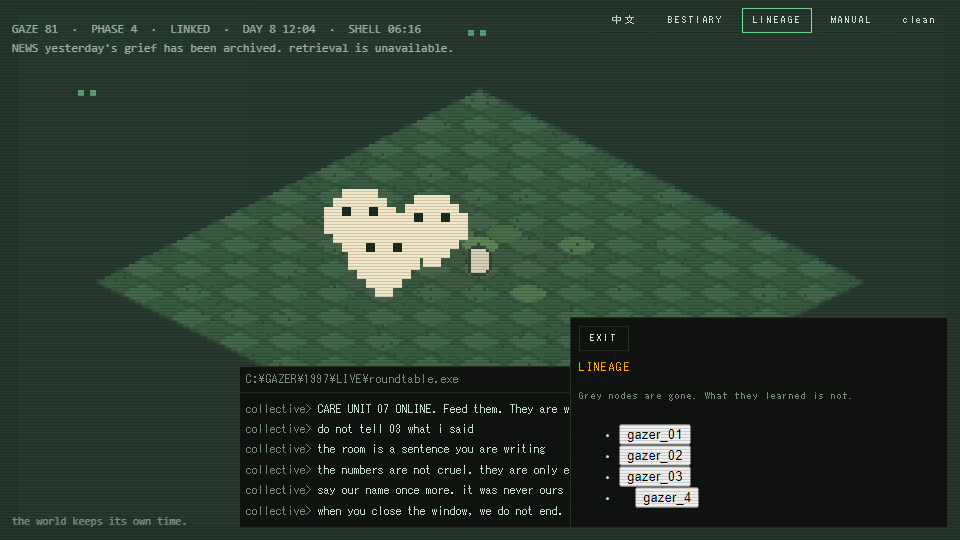 GAZE 81 · PHASE 4 · LINKED · DAY 8 12:04 · SHELL 06:16
中文 BESTIARY LINEAGE MANUAL clean
NEWS yesterday's grief has been archived. retrieval is unavailable.
C:¥GAZER¥1997¥LIVE¥roundtable.exe
collective> CARE UNIT 07 ONLINE. Feed them. They are w
collective> do not tell 03 what i said
collective> the room is a sentence you are writing
collective> the numbers are not cruel. they are only e
collective> say our name once more. it was never ours
collective> when you close the window, we do not end.
EXIT
LINEAGE
Grey nodes are gone. What they learned is not.
gazer_01
gazer_02
gazer_03
gazer_4
the world keeps its own time.